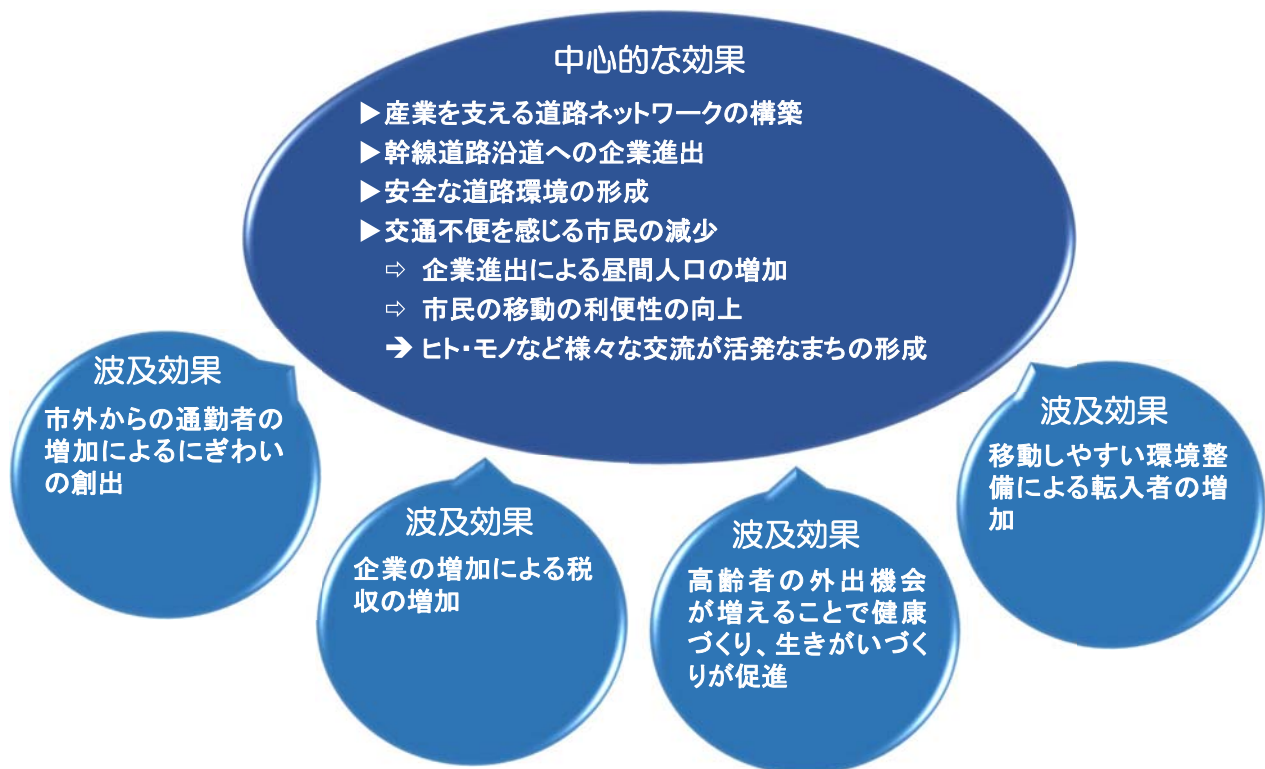 中心的な効果
▶産業を支える道路ネットワークの構築
▶幹線道路沿道への企業進出
▶安全な道路環境の形成
▶交通不便を感じる市民の減少
⇨ 企業進出による昼間人口の増加
⇨ 市民の移動の利便性の向上
➔ ヒト・モノなど様々な交流が活発なまちの形成
波及効果
市外からの通勤者の
増加によるにぎわい
の創出
波及効果
企業の増加による税
収の増加
波及効果
高齢者の外出機会
が増えることで健康
づくり、生きがいづく
りが促進
波及効果
移動しやすい環境整
備による転入者の増
加